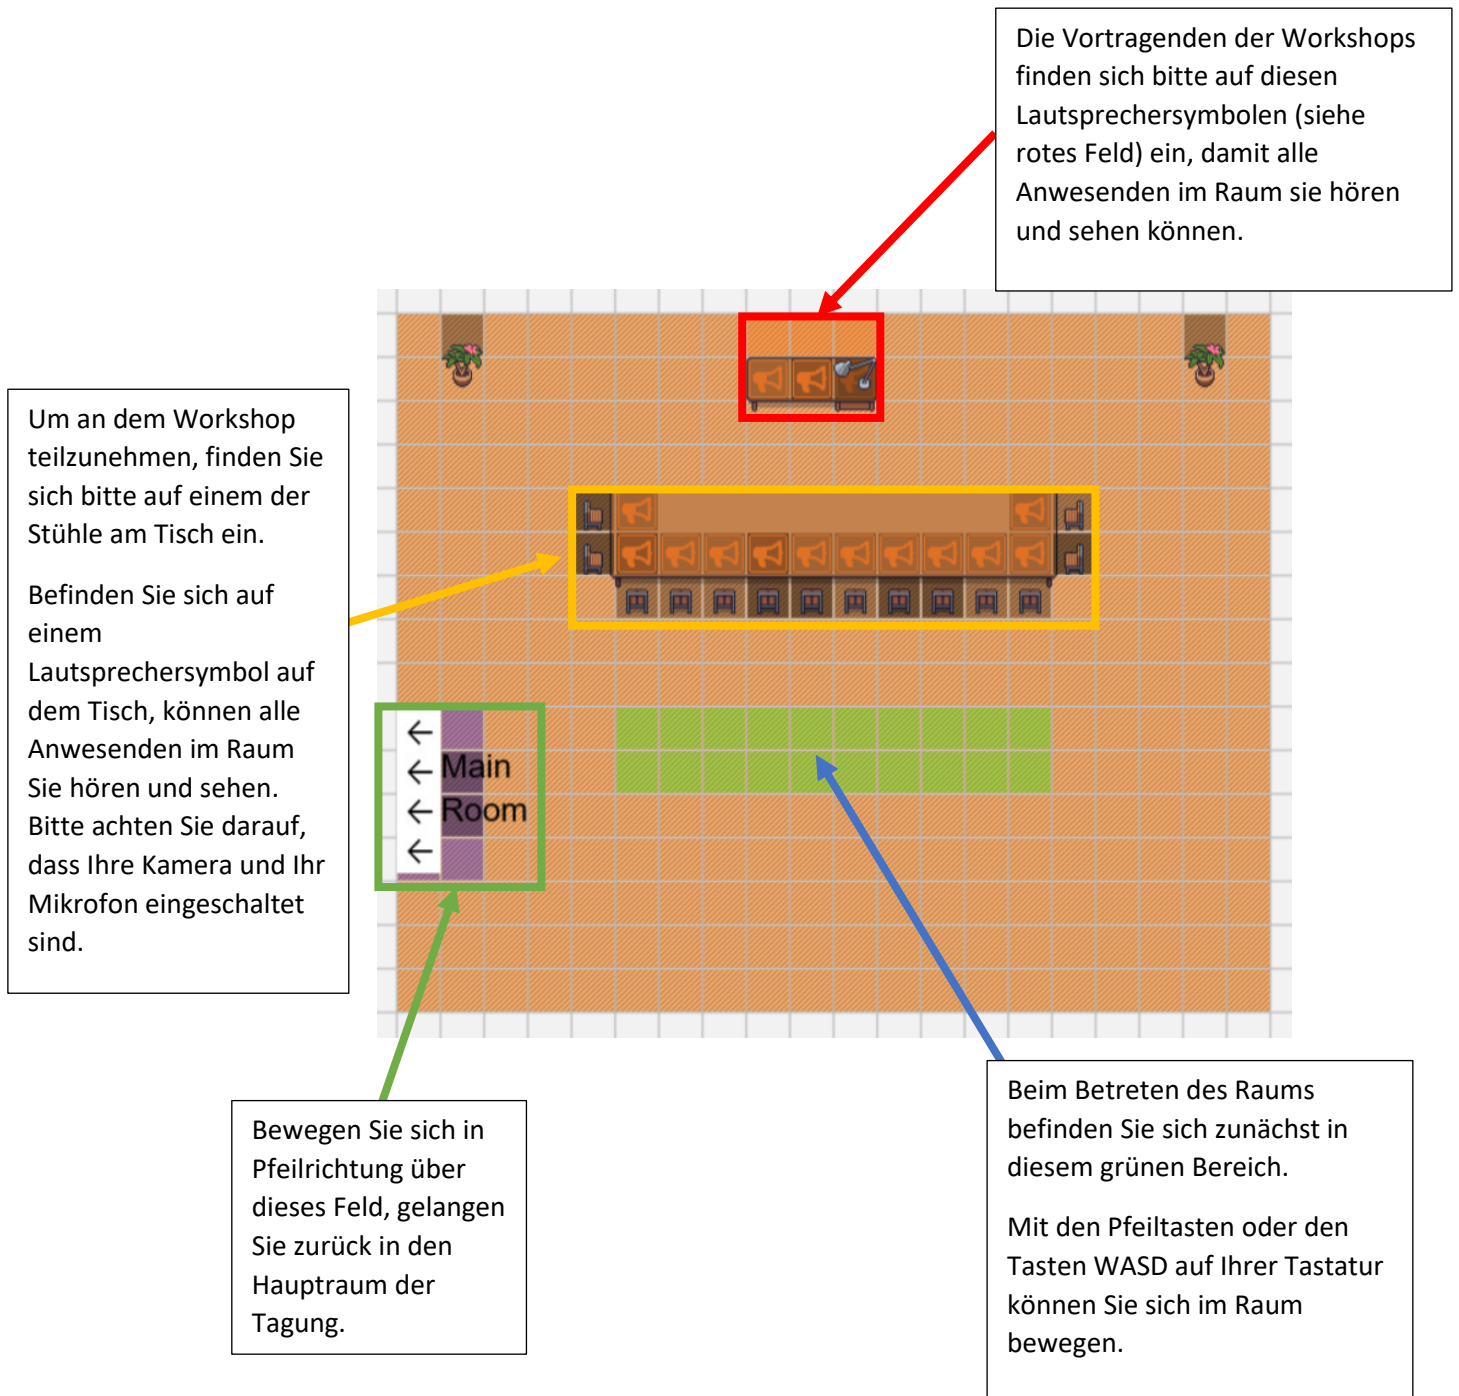 Die Vortragenden der Workshops
finden sich bitte auf diesen
Lautsprechersymbolen (siehe
rotes Feld) ein, damit alle
Anwesenden im Raum sie hören
und sehen können.
Um an dem Workshop
teilzunehmen, finden Sie
sich bitte auf einem der
Stühle am Tisch ein.
Befinden Sie sich auf
einem
Lautsprechersymbol auf
dem Tisch, können alle
Anwesenden im Raum
Sie hören und sehen.
Bitte achten Sie darauf,
dass Ihre Kamera und Ihr
Mikrofon eingeschaltet
sind.
Main
Room
Bewegen Sie sich in
Pfeilrichtung über
dieses Feld, gelangen
Sie zurück in den
Hauptraum der
Tagung.
Beim Betreten des Raums
befinden Sie sich zunächst in
diesem grünen Bereich.
Mit den Pfeiltasten oder den
Tasten WASD auf Ihrer Tastatur
können Sie sich im Raum
bewegen.